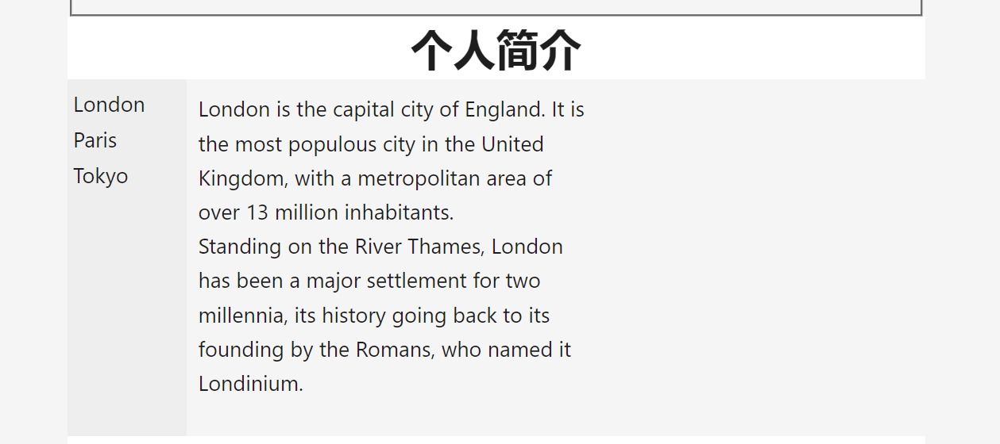 个人简介
London
Paris
Tokyo
London is the capital city of England. It is
the most populous city in the United
Kingdom, with a metropolitan area of
over 13 million inhabitants.
Standing on the River Thames, London
has been a major settlement for two
millennia, its history going back to its
founding by the Romans, who named it
Londinium.